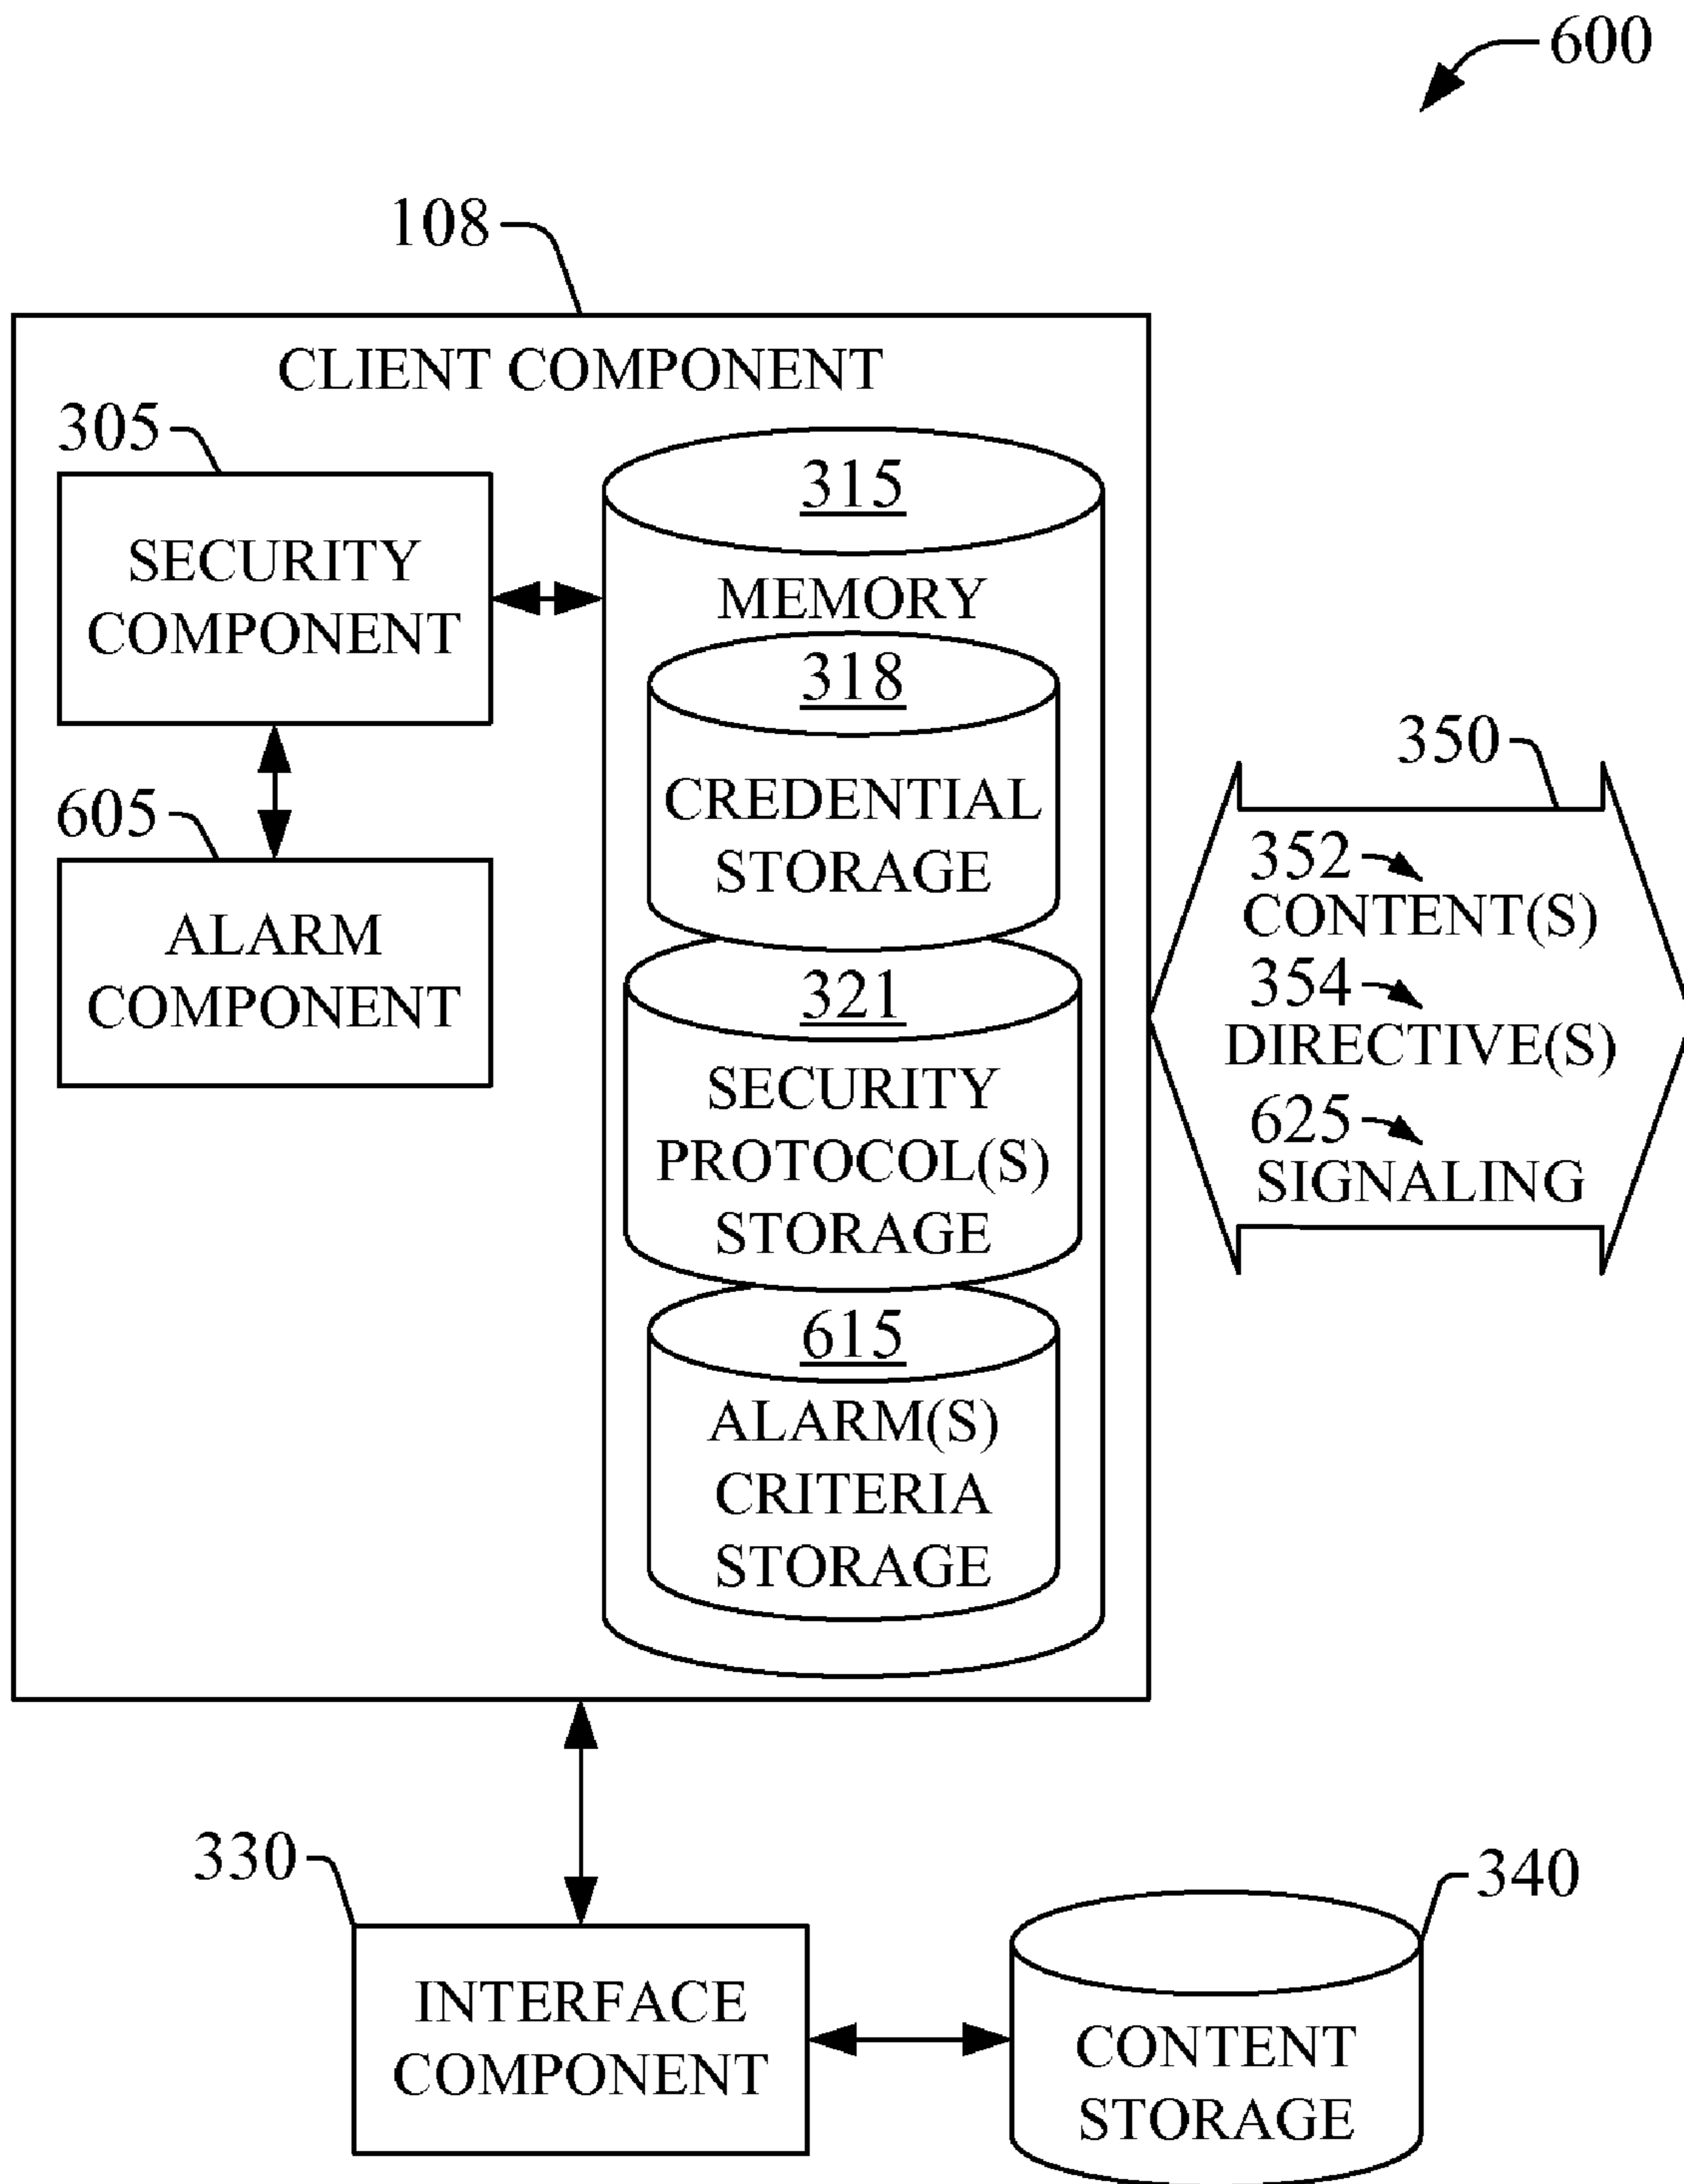 600
108
CLIENT COMPONENT
305
315
SECURITY
COMPONENT
MEMORY
318
CREDENTIAL
STORAGE
605
ALARM
COMPONENT
321
SECURITY
PROTOCOL(S)
STORAGE
615
ALARM(S)
CRITERIA
STORAGE
350
352
CONTENT(S)
354
DIRECTIVE(S)
625
SIGNALING
330
INTERFACE
COMPONENT
340
CONTENT
STORAGE